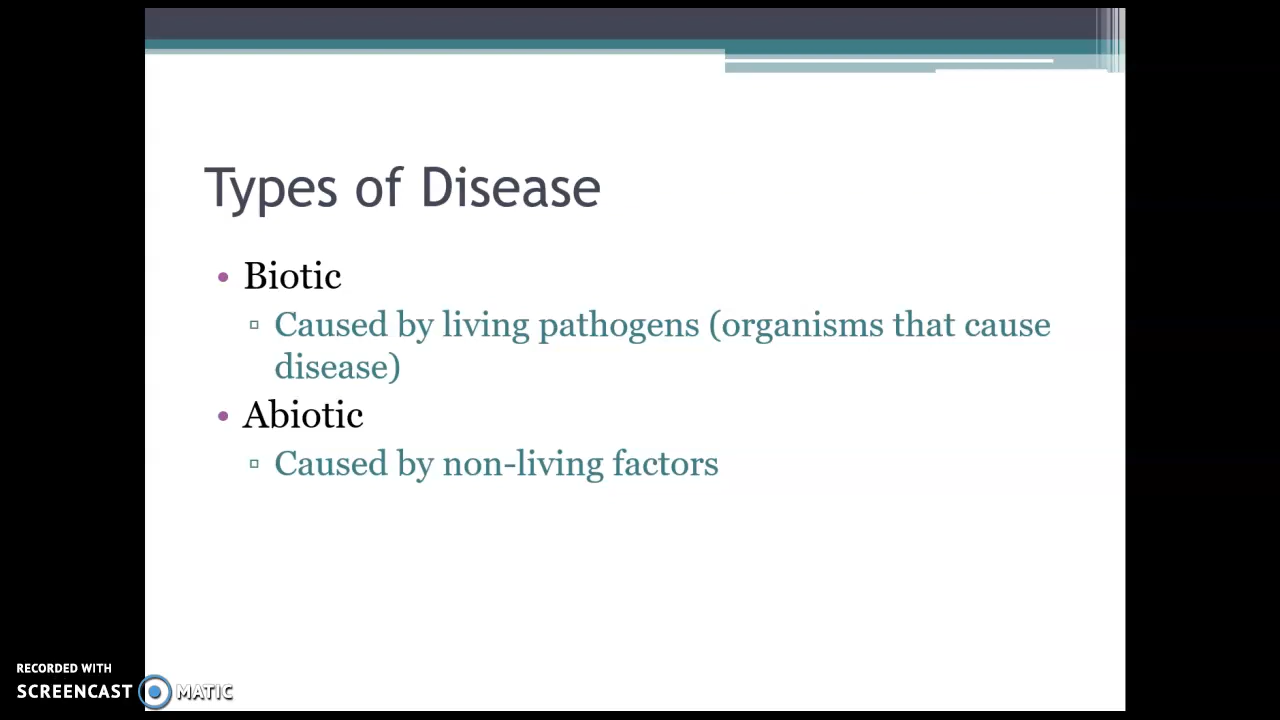 Types of Disease
• Biotic
▫ Caused by living pathogens (organisms that cause
disease)
• Abiotic
▫ Caused by non-living factors
RECORDED WITH
SCREENCAST MATIC